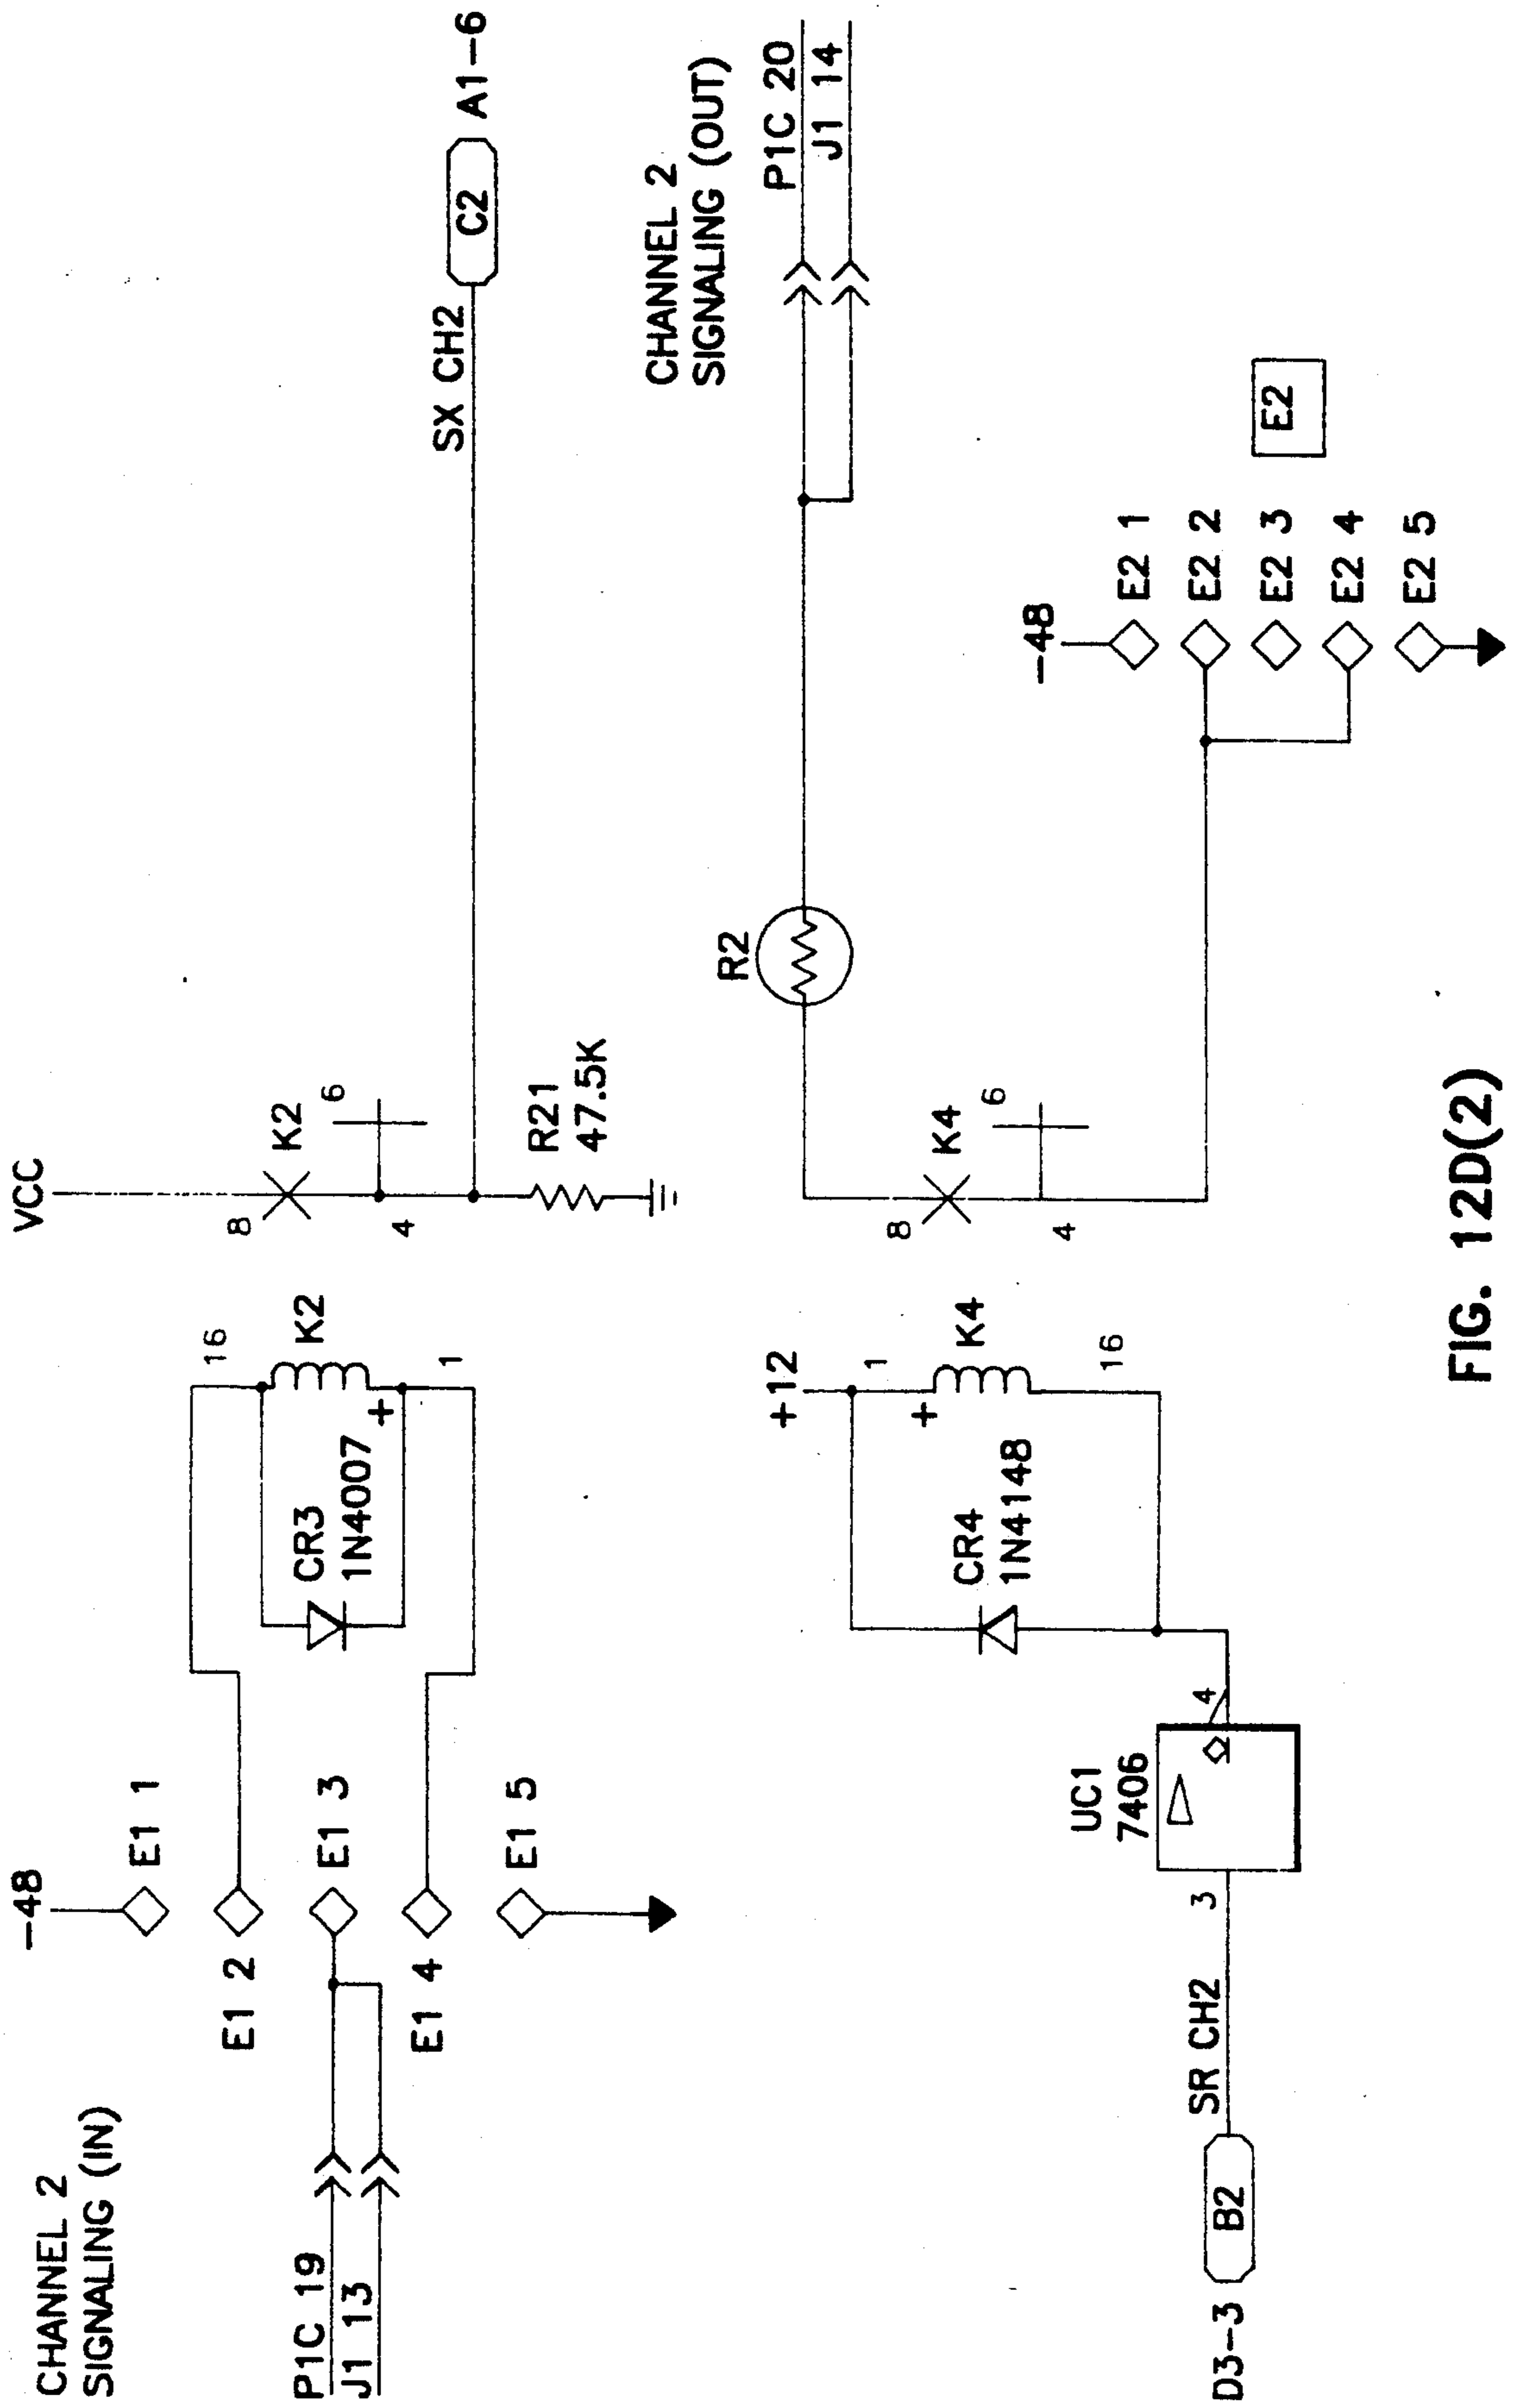 CHANNEL 2
SIGNALING (IN)
P1C 19
J1 13
-48
E1 1
E1 2
E1 3
E1 4
E1 5
16
K2
+
1
CR3
1N4007
VCC
8
K2
6
4
R21
47.5K
SX CH2
C2
A1-6
CHANNEL 2
SIGNALING (OUT)
P1C 20
J1 14
R2
8
K4
6
4
-48
E2 1
E2 2
E2 3
E2 4
E2 5
E2
+12
1
+
K4
16
CR4
1N4148
UC1
7406
4
3
SR CH2
B2
D3-3
FIG. 12D(2)